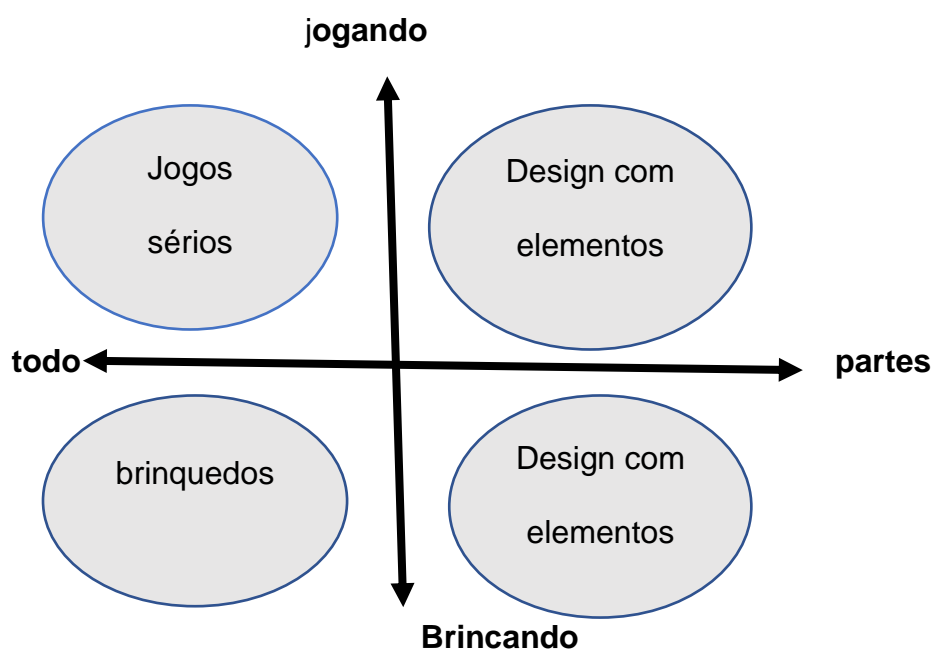 jogando
Jogos
sérios
Design com
elementos
todo
partes
brinquedos
Design com
elementos
Brincando